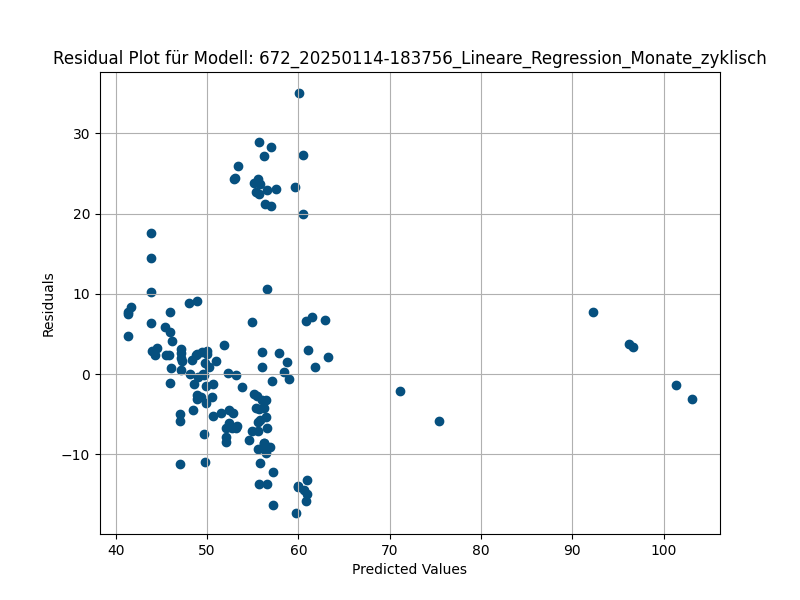 Residual Plot für Modell: 672_20250114-183756_Lineare_Regression_Monate_zyklisch
Residuals
30
20
10
0
−10
40 50 60 70 80 90 100
Predicted Values